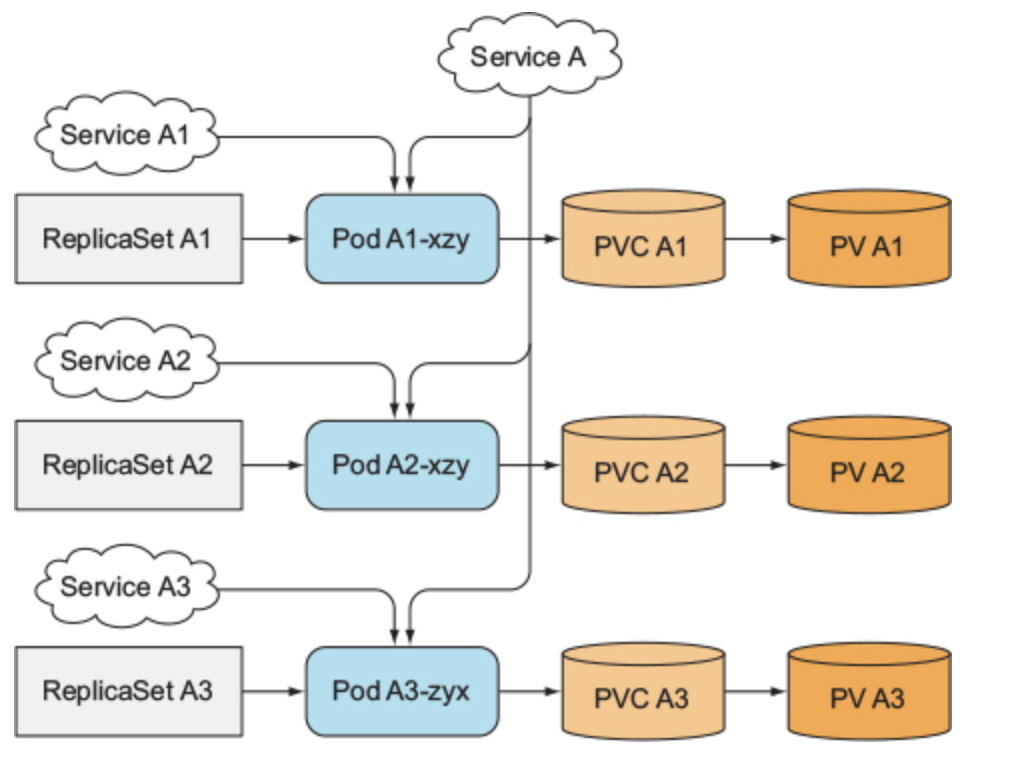 Service A
Service A1
ReplicaSet A1
Pod A1-xzy
PVC A1
PV A1
Service A2
ReplicaSet A2
Pod A2-xzy
PVC A2
PV A2
Service A3
ReplicaSet A3
Pod A3-zyx
PVC A3
PV A3